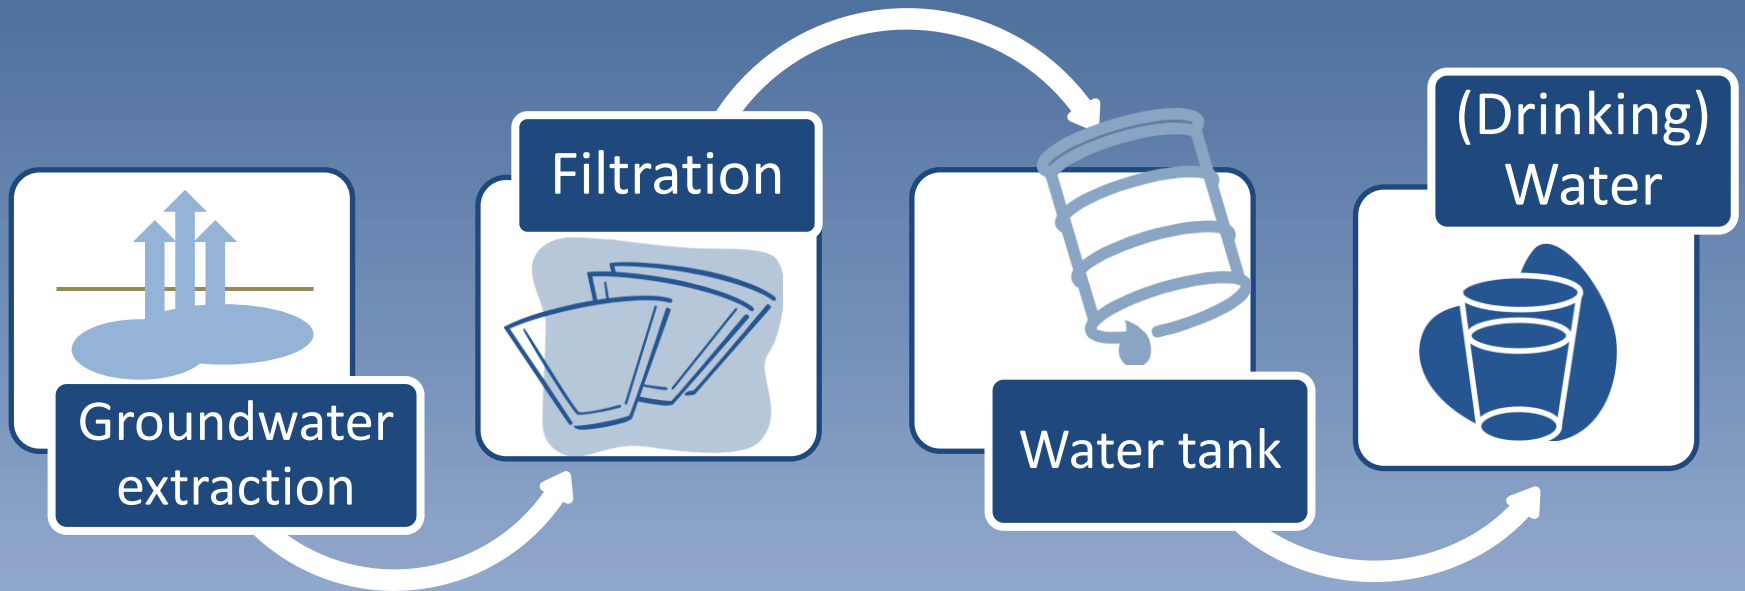 Groundwater
extraction
Filtration
Water tank
(Drinking)
Water